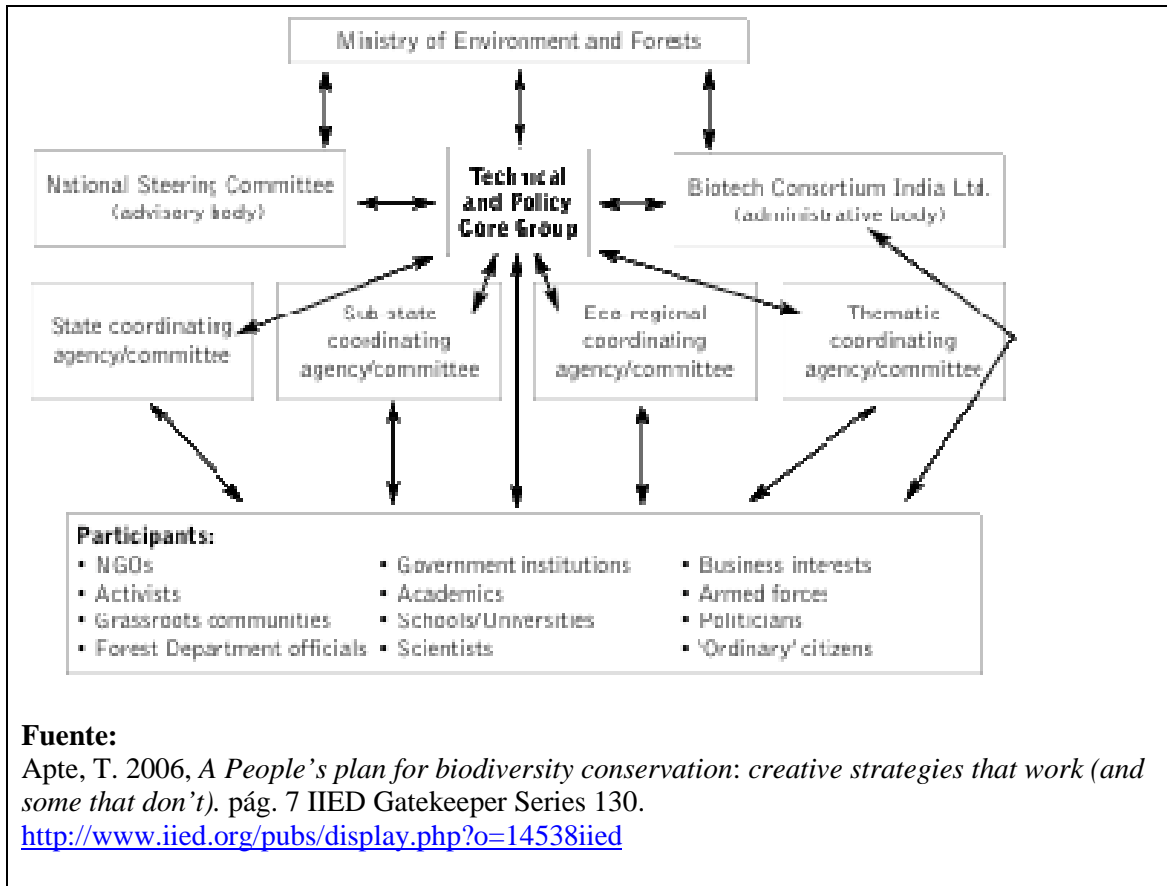 Ministry of Environment and Forests
National Steering Committee
(advisory body)
Technical
and Policy
Core Group
Biotech Consortium India Ltd.
(administrative body)
State coordinating
agency/committee
Sub state
coordinating
agency/committee
Eco-regional
coordinating
agency/committee
Thematic
coordinating
agency/committee
Participants:
▪ NGOs
▪ Activists
▪ Grassroots communities
▪ Forest Department officials
▪ Government institutions
▪ Academics
▪ Schools/Universities
▪ Scientists
▪ Business interests
▪ Armed forces
▪ Politicians
▪ 'Ordinary' citizens
Fuente:
Apte, T. 2006, A People's plan for biodiversity conservation: creative strategies that work (and
some that don't). pág. 7 IIED Gatekeeper Series 130.
http://www.iied.org/pubs/display.php?o=14538iied